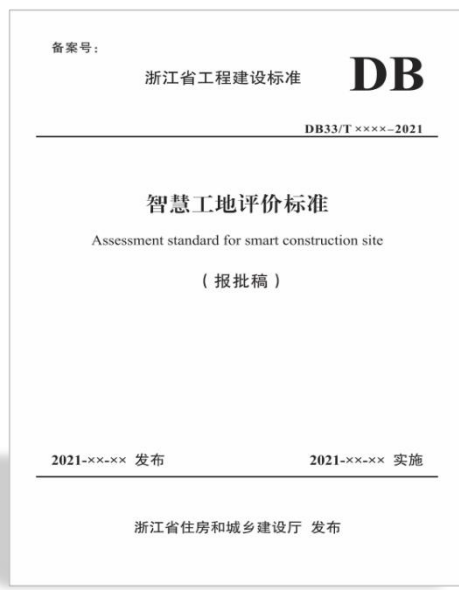 备案号：
浙江省工程建设标准
DB
DB33/T ××××–2021
智慧工地评价标准
Assessment standard for smart construction site
（报批稿）
2021-××-×× 发布
2021-××-×× 实施
浙江省住房和城乡建设厅 发布